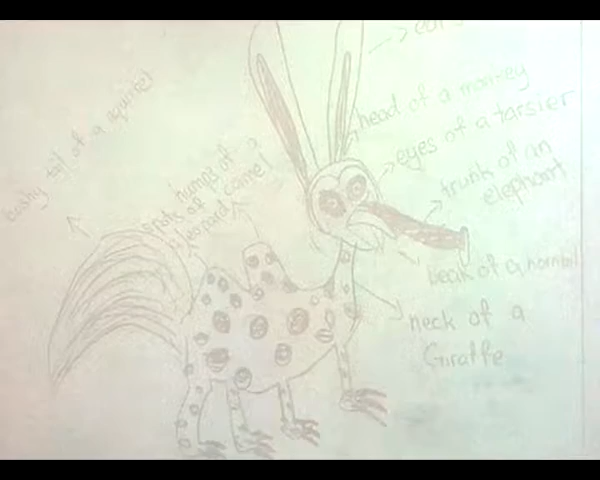 bushy tail of a squirrel
humps of a
camel
spots of
leopard
head of a monkey
eyes of a tarsier
trunk of an
elephant
beak of a hornbill
neck of a
Giraffe